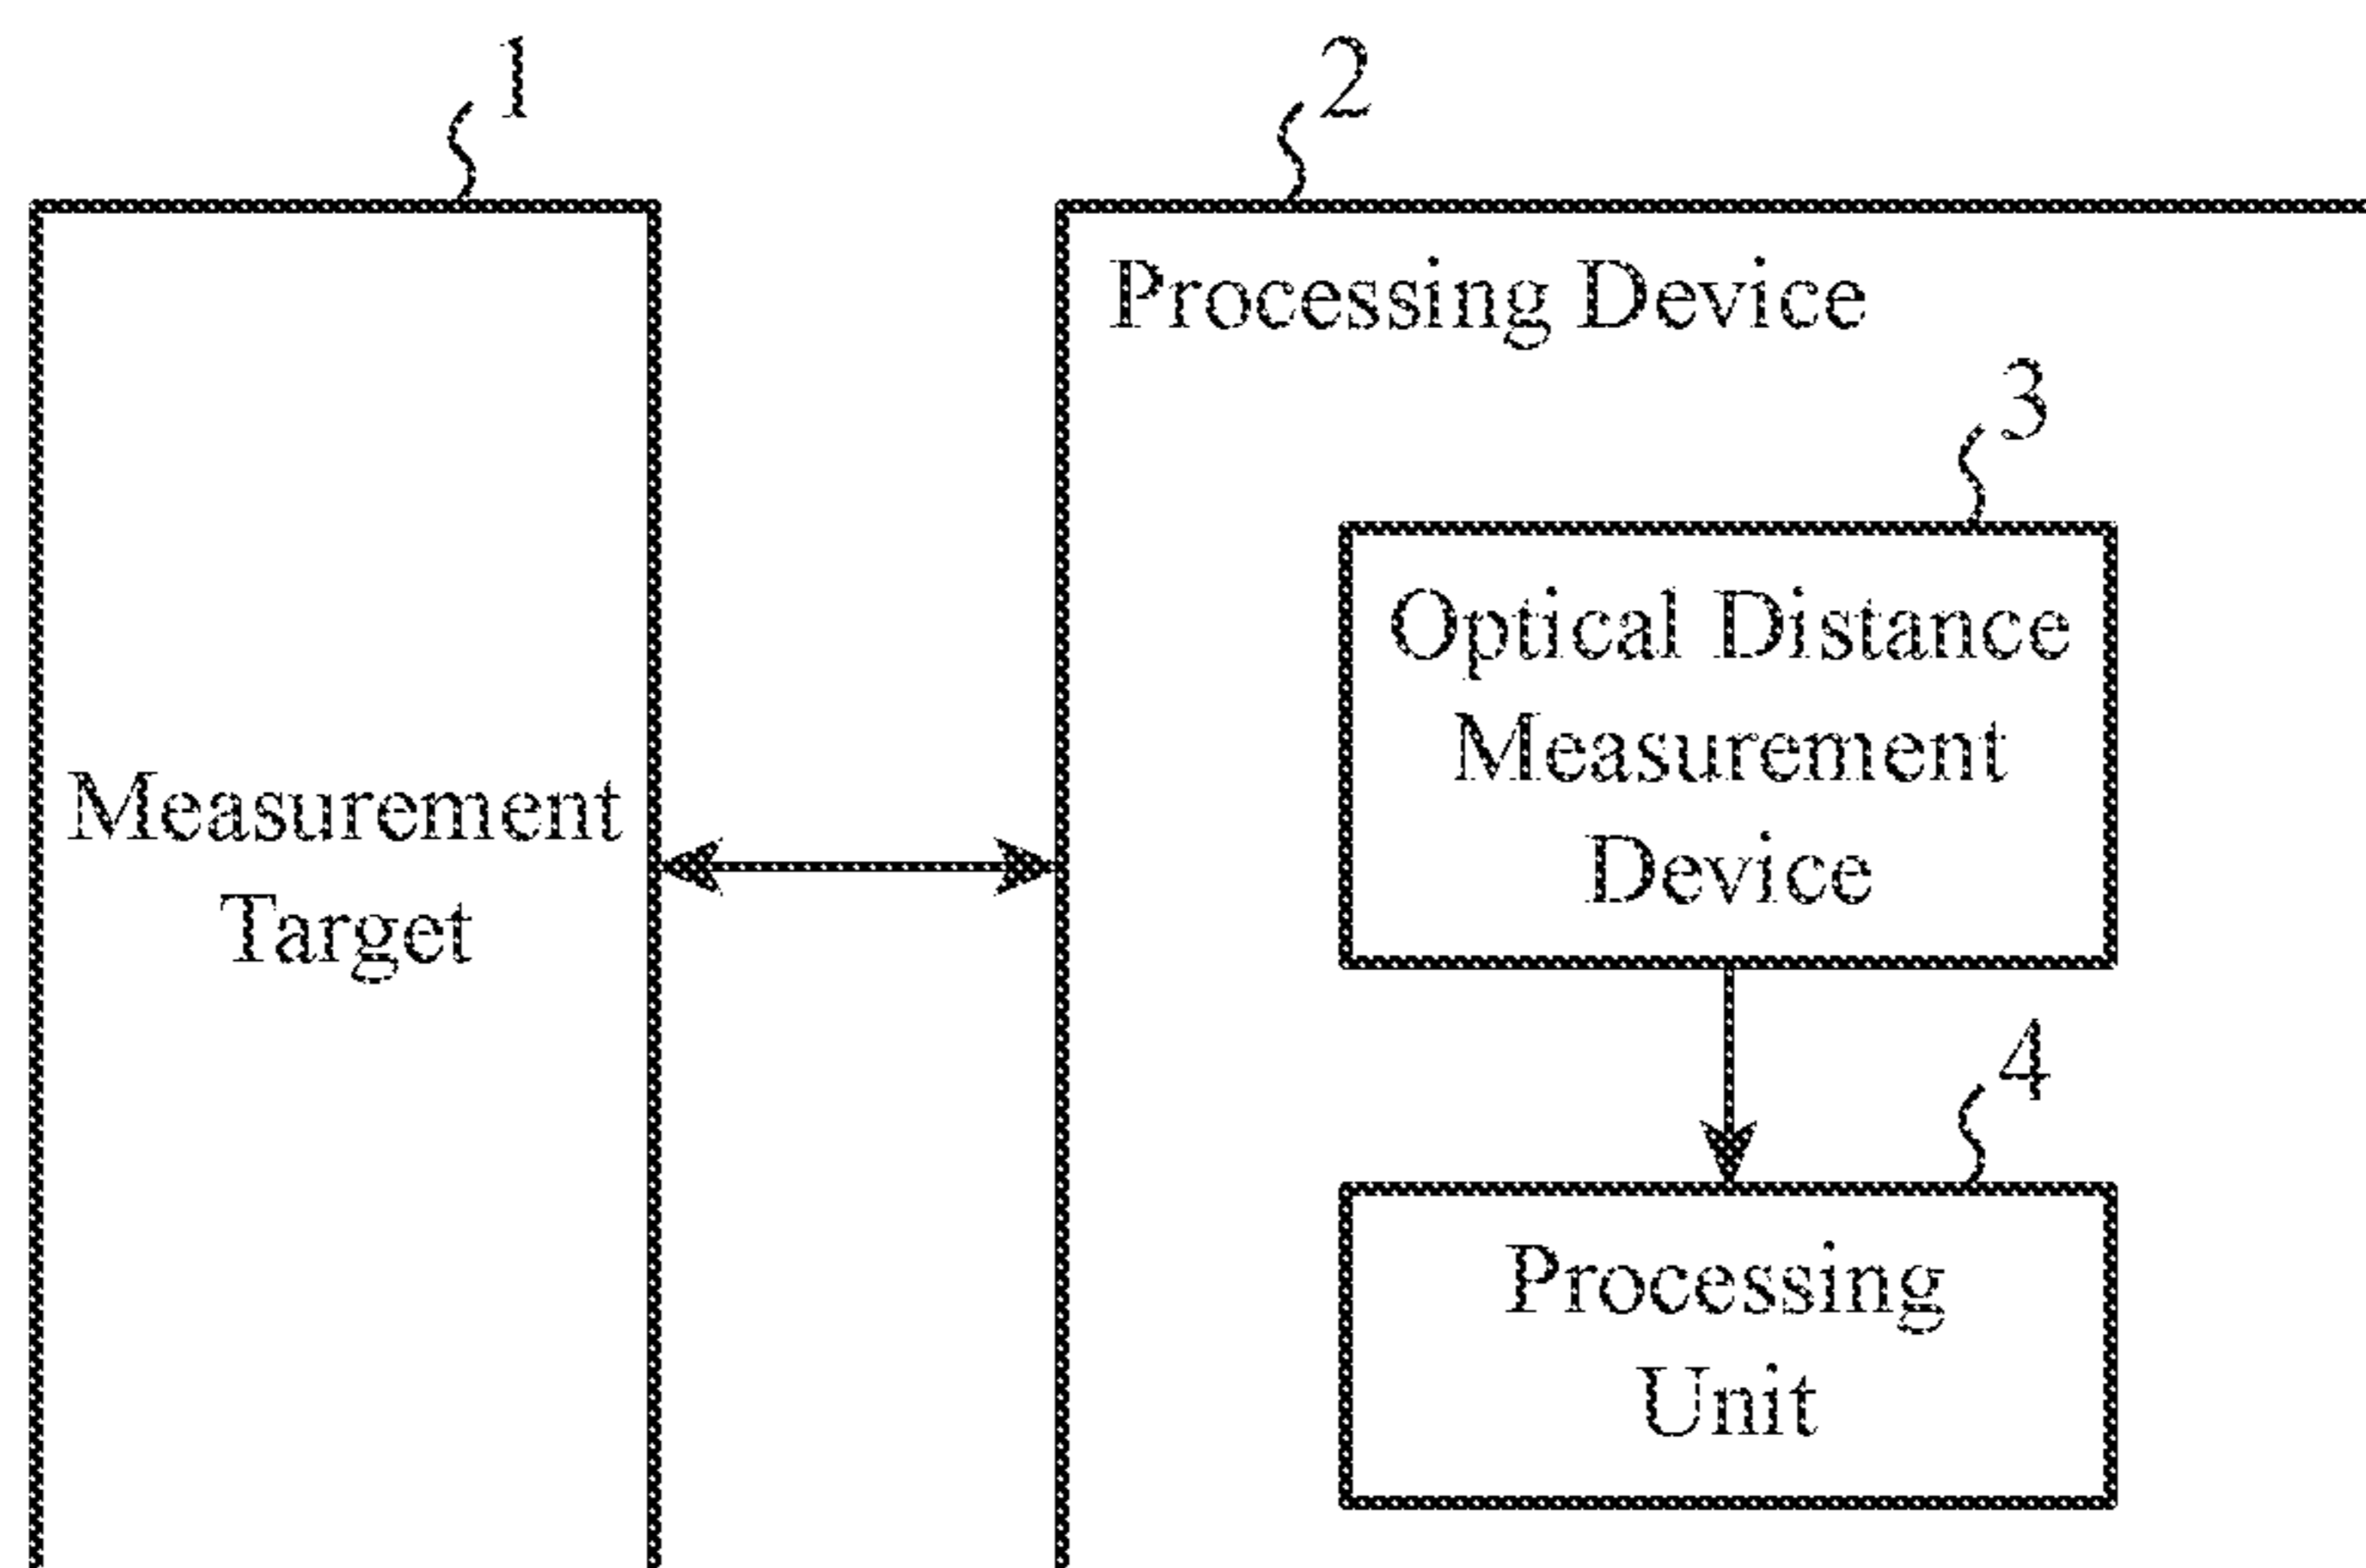 1
2
Processing Device
3
Optical Distance
Measurement
Device
Measurement
Target
4
Processing
Unit